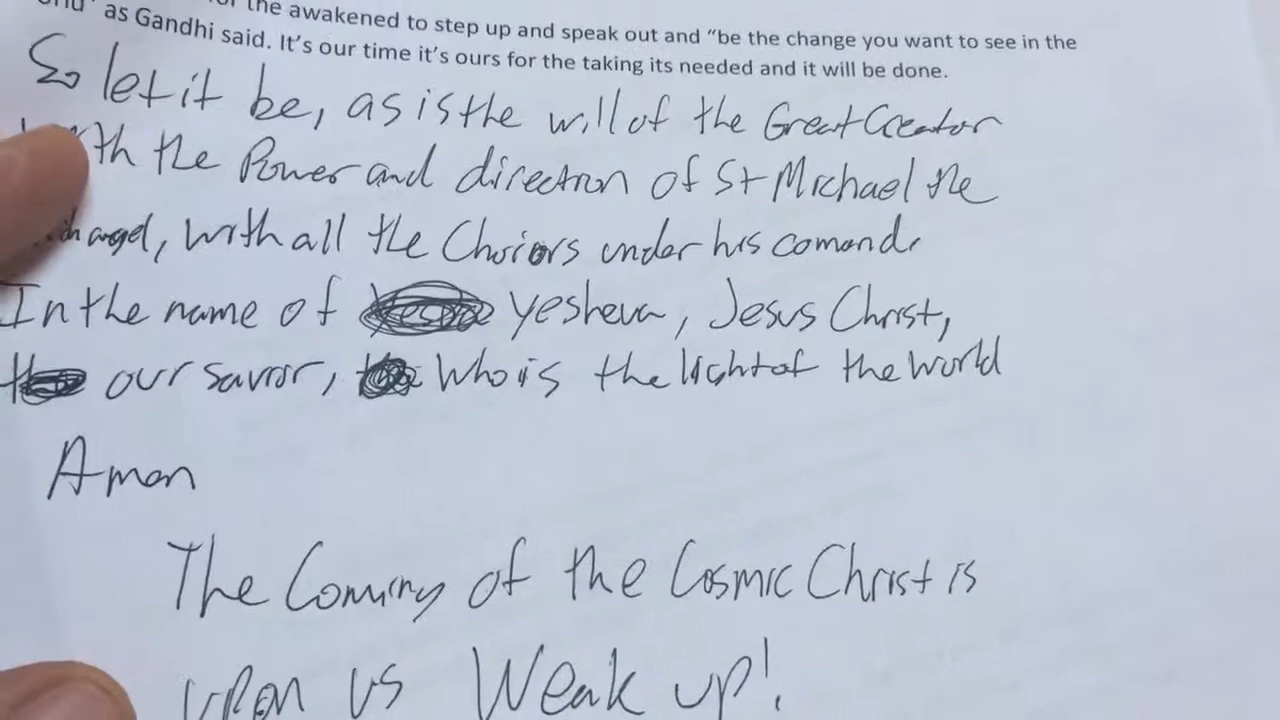 the awakened to step up and speak out and “be the change you want to see in the
as Gandhi said. It’s our time it’s ours for the taking its needed and it will be done.
So let it be, as is the will of the Great Creator
the Power and direction of St Michael the
angel, with all the Choriors under his comand.
In the name of yesheva, Jesus Christ,
our savior, Who is the light of the world
Amen
The Coming of the Cosmic Christ is
upon us Weak up!